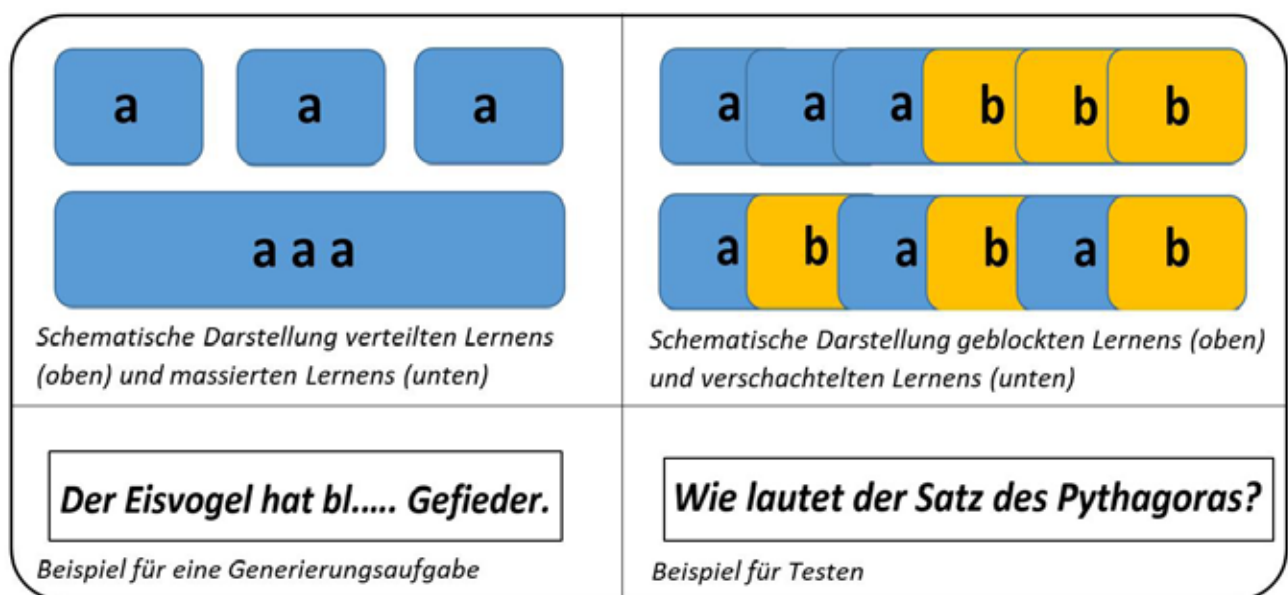 a a a
a a a
Schematische Darstellung verteilten Lernens
(oben) und massierten Lernens (unten)
a a a b b b
a b a b a b
Schematische Darstellung geblockten Lernens (oben)
und verschachtelten Lernens (unten)
Der Eisvogel hat bl..... Gefieder.
Beispiel für eine Generierungsaufgabe
Wie lautet der Satz des Pythagoras?
Beispiel für Testen